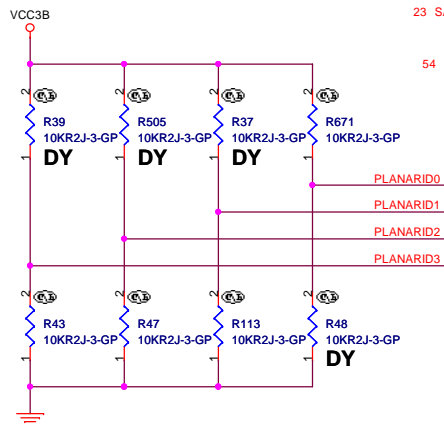 VCC3B
23 S
54
2 2 2 2
R39 R505 R37 R671
10KR2J-3-GP 10KR2J-3-GP 10KR2J-3-GP 10KR2J-3-GP
1 1 1 1
DY DY DY
PLANARID0
PLANARID1
PLANARID2
PLANARID3
2 2 2 2
R43 R47 R113 R48
10KR2J-3-GP 10KR2J-3-GP 10KR2J-3-GP 10KR2J-3-GP
1 1 1 1
DY